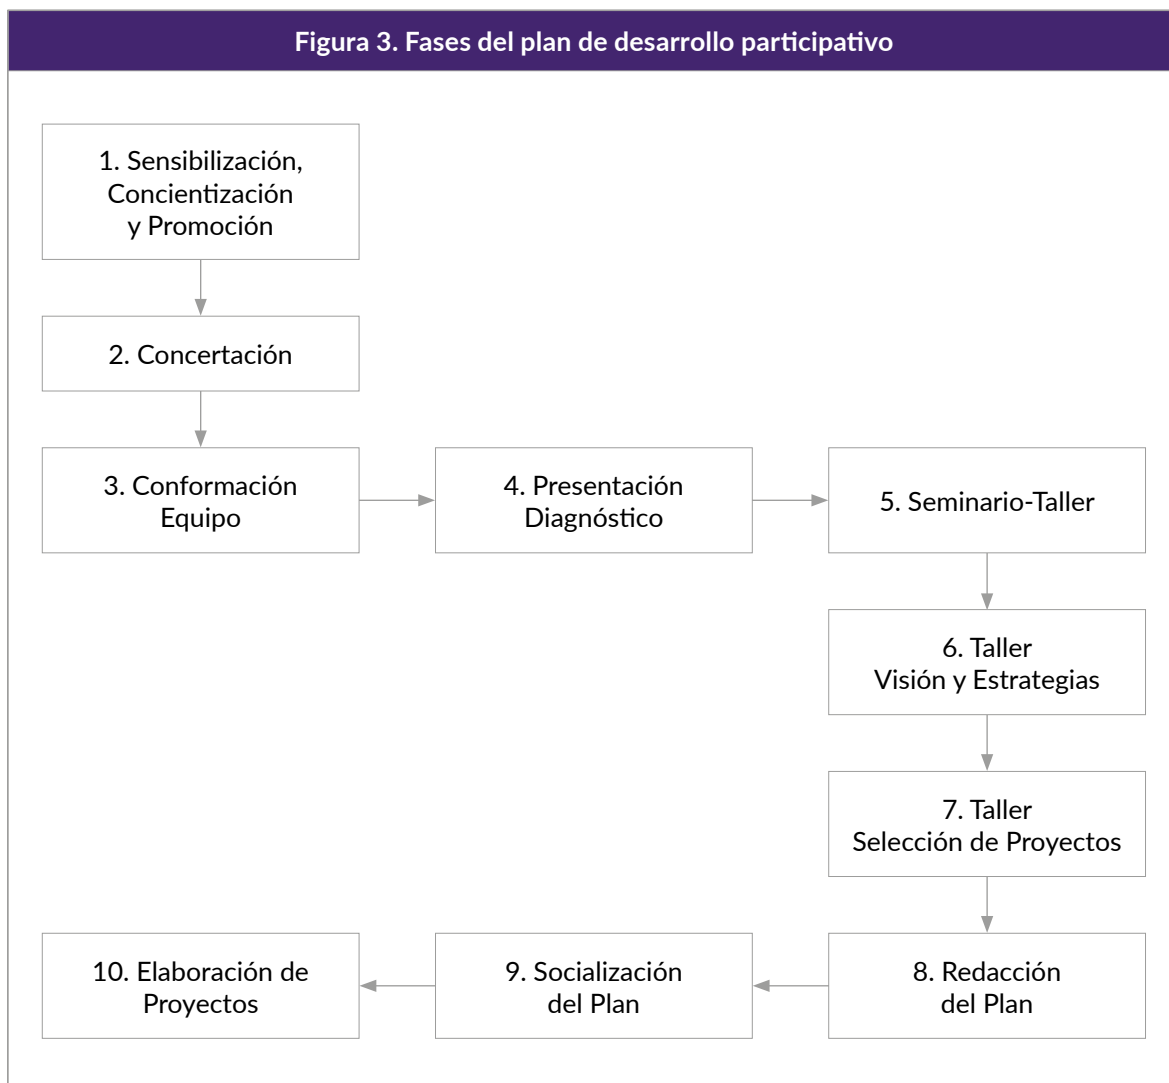 Figura 3. Fases del plan de desarrollo participativo
1. Sensibilización,
Concientización
y Promoción
2. Concertación
3. Conformación
Equipo
4. Presentación
Diagnóstico
5. Seminario-Taller
6. Taller
Visión y Estrategias
7. Taller
Selección de Proyectos
8. Redacción
del Plan
9. Socialización
del Plan
10. Elaboración de
Proyectos